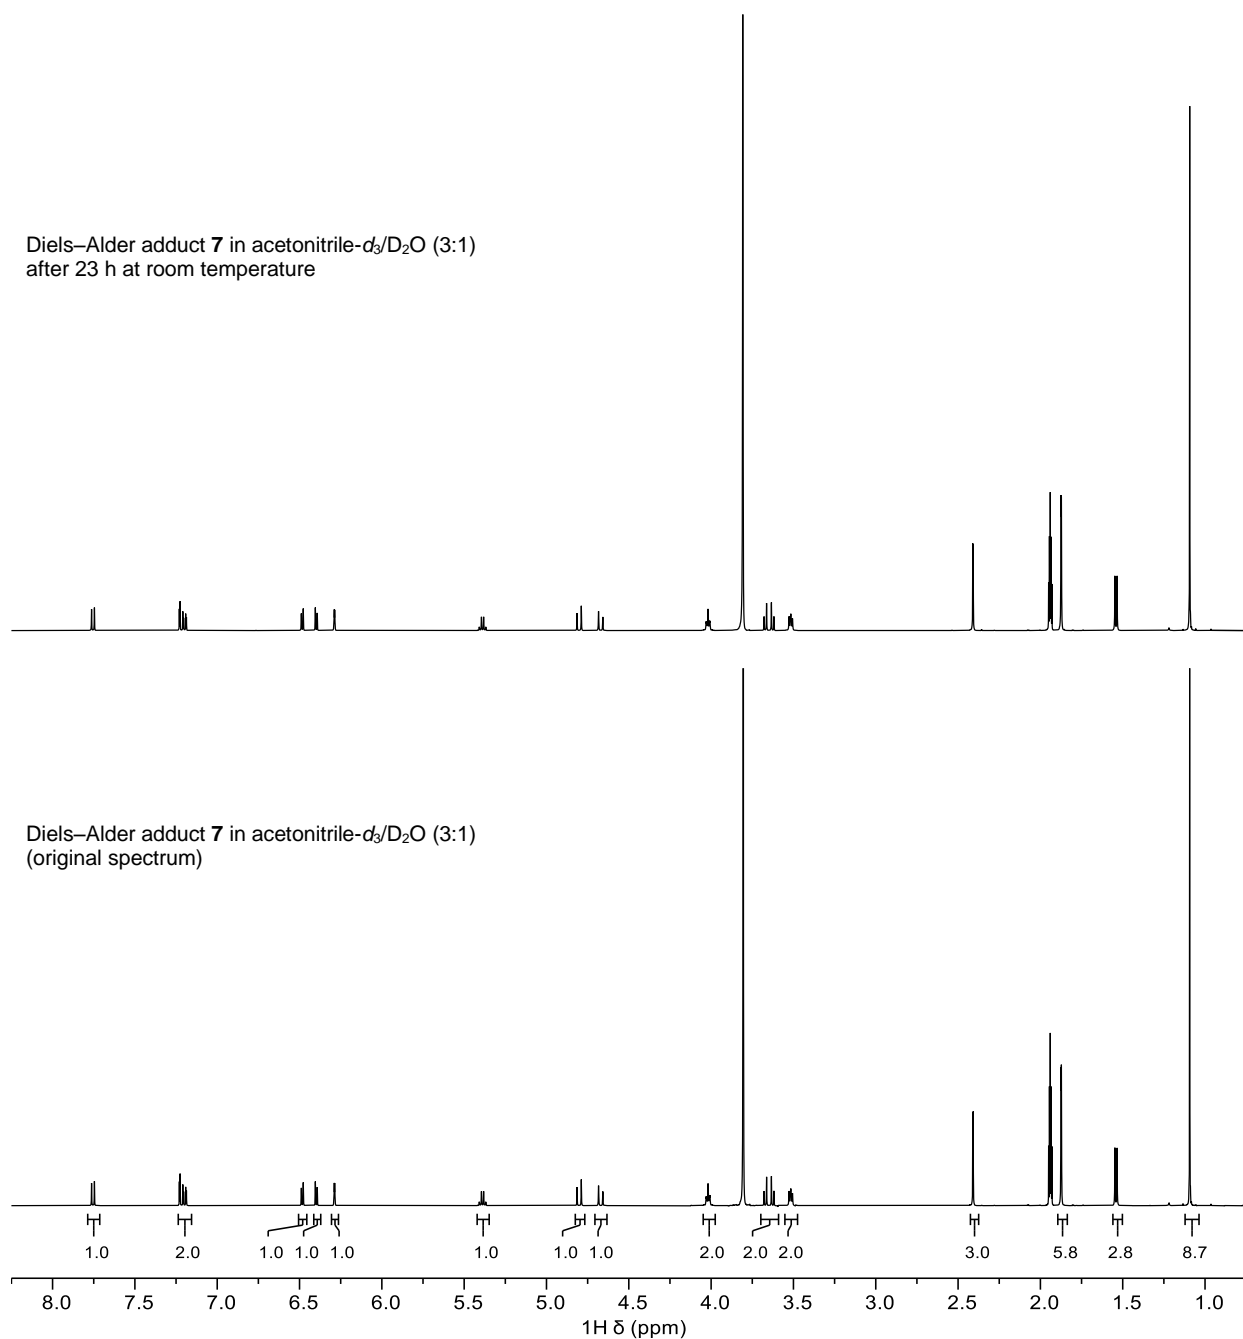 Diels–Alder adduct 7 in acetonitrile-d₃/D₂O (3:1)
after 23 h at room temperature
Diels–Alder adduct 7 in acetonitrile-d₃/D₂O (3:1)
(original spectrum)
1.0 2.0 1.0 1.0 1.0 1.0 1.0 1.0 2.0 2.0 2.0 3.0 5.8 2.8 8.7
8.0 7.5 7.0 6.5 6.0 5.5 5.0 4.5 4.0 3.5 3.0 2.5 2.0 1.5 1.0
1H δ (ppm)